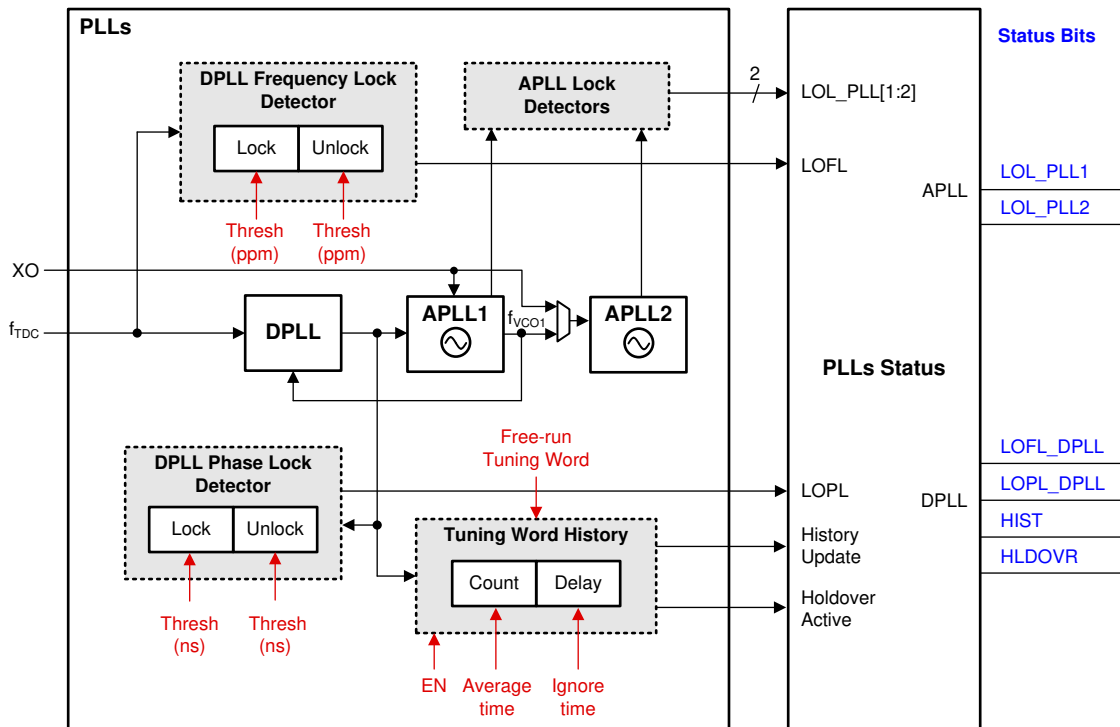 PLLs
Status Bits
DPLL Frequency Lock
Detector
Lock
Unlock
Thresh
(ppm)
Thresh
(ppm)
APLL Lock
Detectors
2
LOL_PLL[1:2]
LOFL
APLL
LOL_PLL1
LOL_PLL2
XO
fTDC
DPLL
APLL1
fVCO1
APLL2
PLLs Status
Free-run
Tuning Word
DPLL Phase Lock
Detector
Lock
Unlock
Thresh
(ns)
Thresh
(ns)
Tuning Word History
Count
Delay
EN
Average
time
Ignore
time
LOPL
History
Update
Holdover
Active
DPLL
LOFL_DPLL
LOPL_DPLL
HIST
HLDOVR